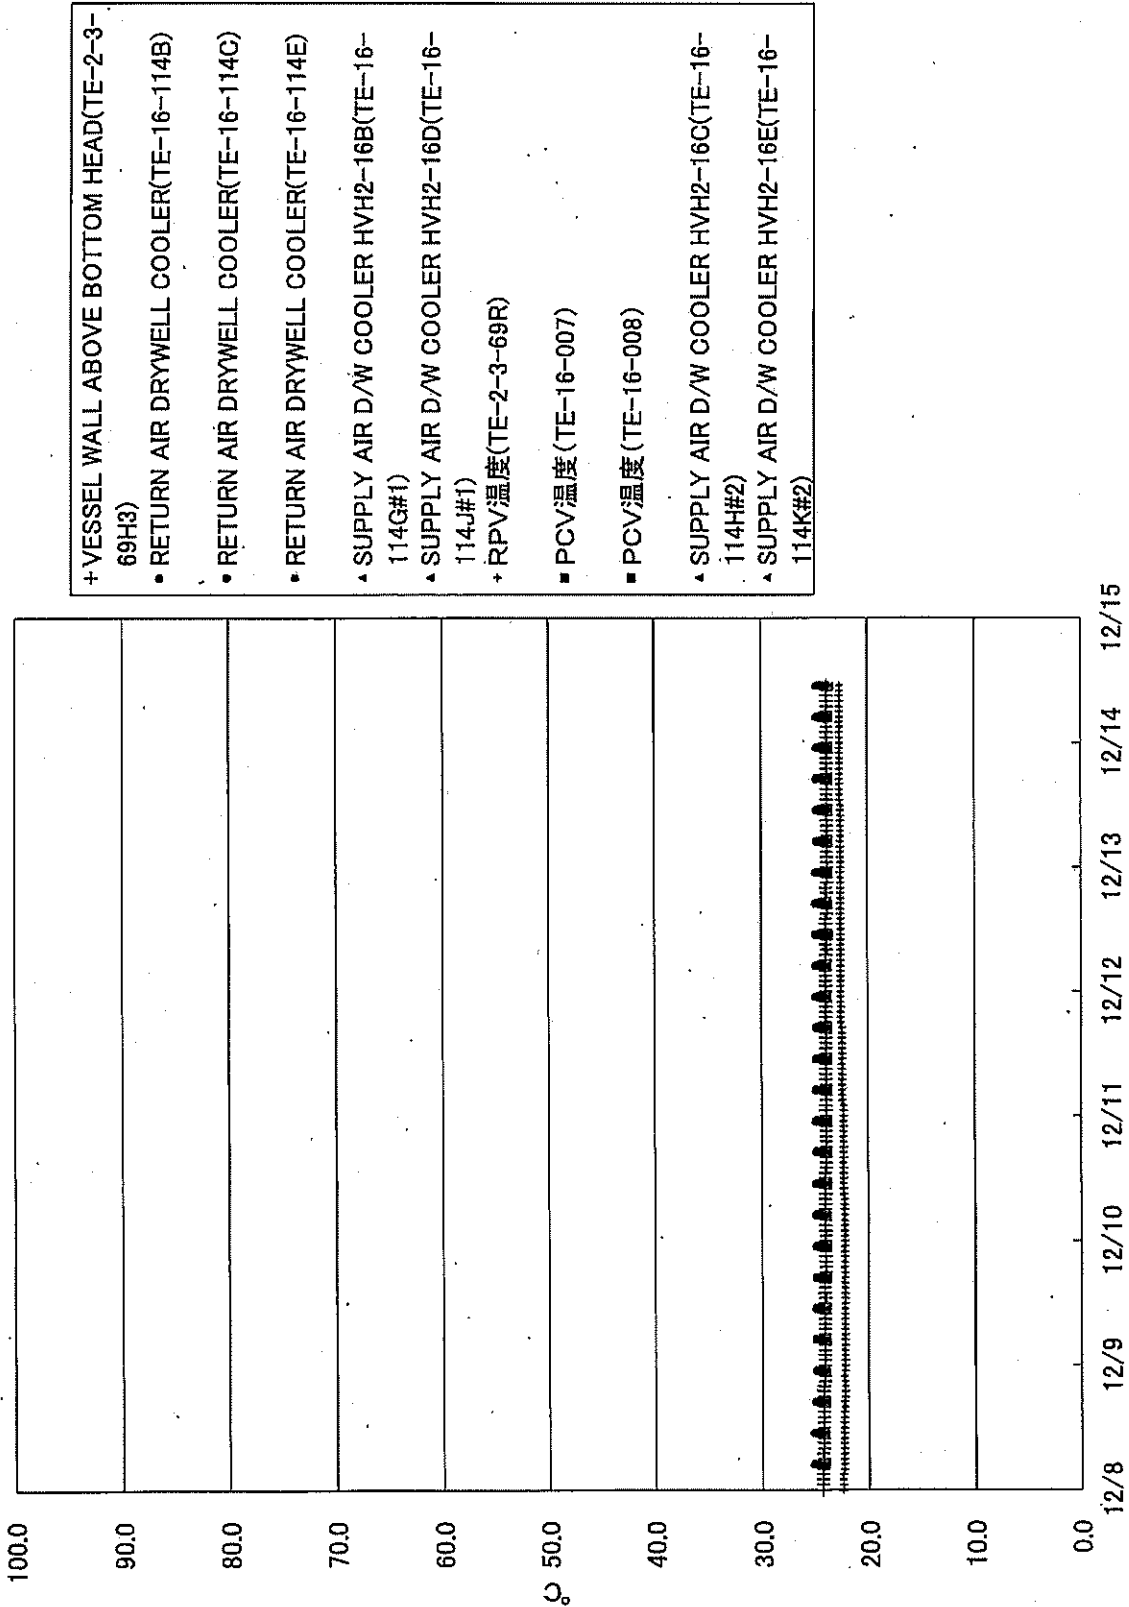 100.0
90.0
80.0
70.0
60.0
50.0
40.0
30.0
20.0
10.0
0.0
℃
12/8
12/9
12/10
12/11
12/12
12/13
12/14
12/15
+VESSEL WALL ABOVE BOTTOM HEAD(TE-2-3-
69H3)
• RETURN AIR DRYWELL COOLER(TE-16-114B)
• RETURN AIR DRYWELL COOLER(TE-16-114C)
• RETURN AIR DRYWELL COOLER(TE-16-114E)
▲ SUPPLY AIR D/W COOLER HVH2-16B(TE-16-
114G#1)
▲ SUPPLY AIR D/W COOLER HVH2-16D(TE-16-
114J#1)
+ RPV温度(TE-2-3-69R)
■ PCV温度(TE-16-007)
■ PCV温度(TE-16-008)
▲ SUPPLY AIR D/W COOLER HVH2-16C(TE-16-
114H#2)
▲ SUPPLY AIR D/W COOLER HVH2-16E(TE-16-
114K#2)